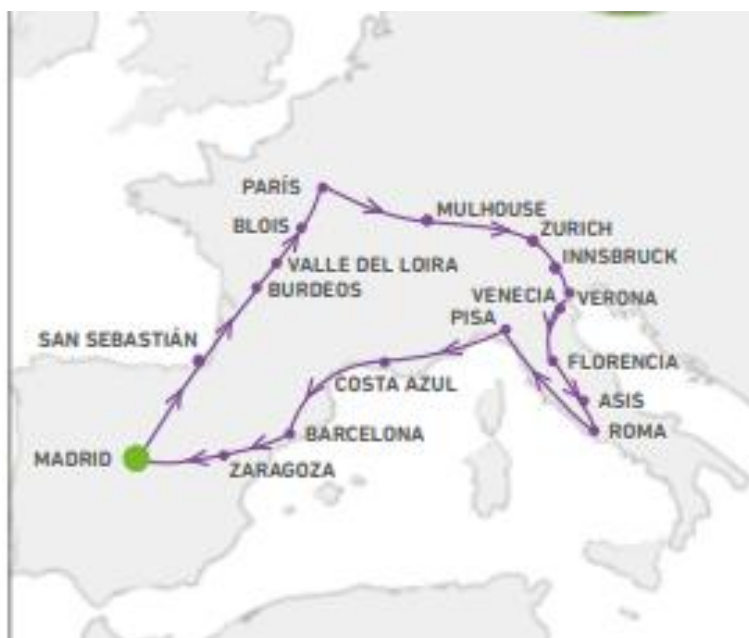 PARÍS
MULHOUSE
BLOIS
ZURICH
VALLE DEL LOIRA
INNSBRUCK
BURDEOS
VENECIA
VERONA
PISA
SAN SEBASTIÁN
FLORENCIA
COSTA AZUL
ASIS
BARCELONA
ROMA
MADRID
ZARAGOZA